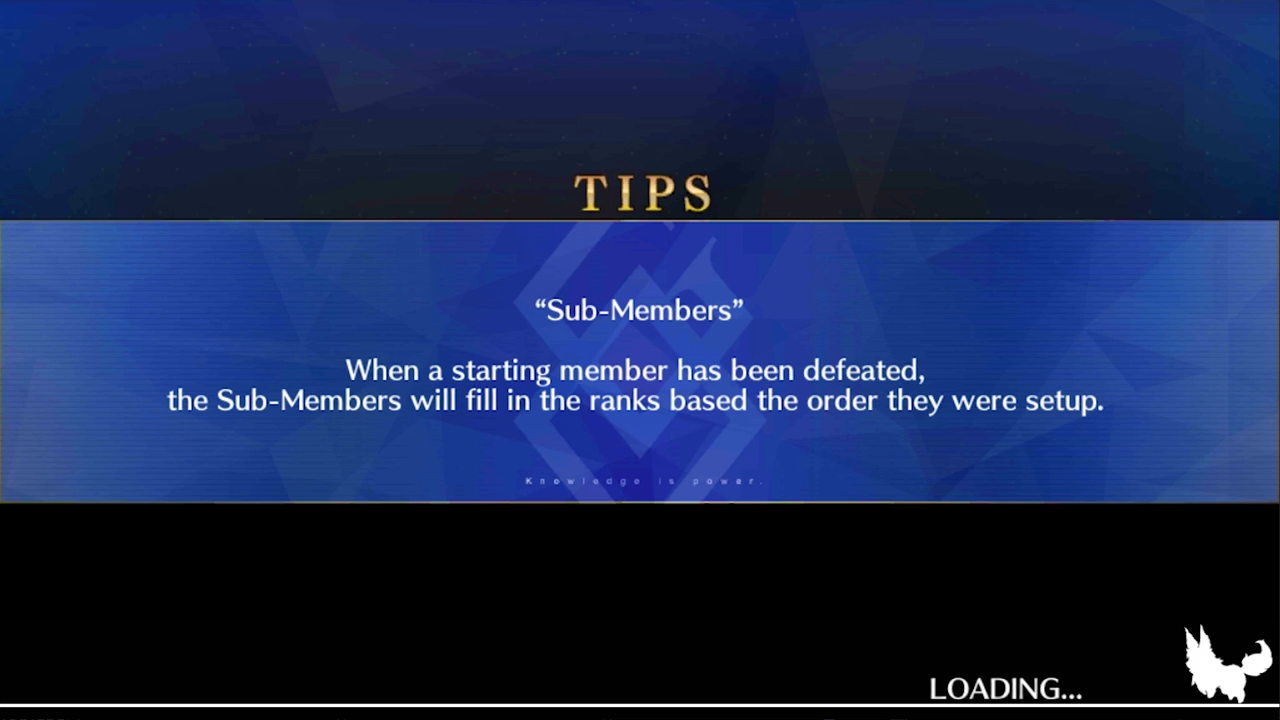 TIPS
“Sub-Members”
When a starting member has been defeated,
the Sub-Members will fill in the ranks based the order they were setup.
Knowledge is power.
LOADING...